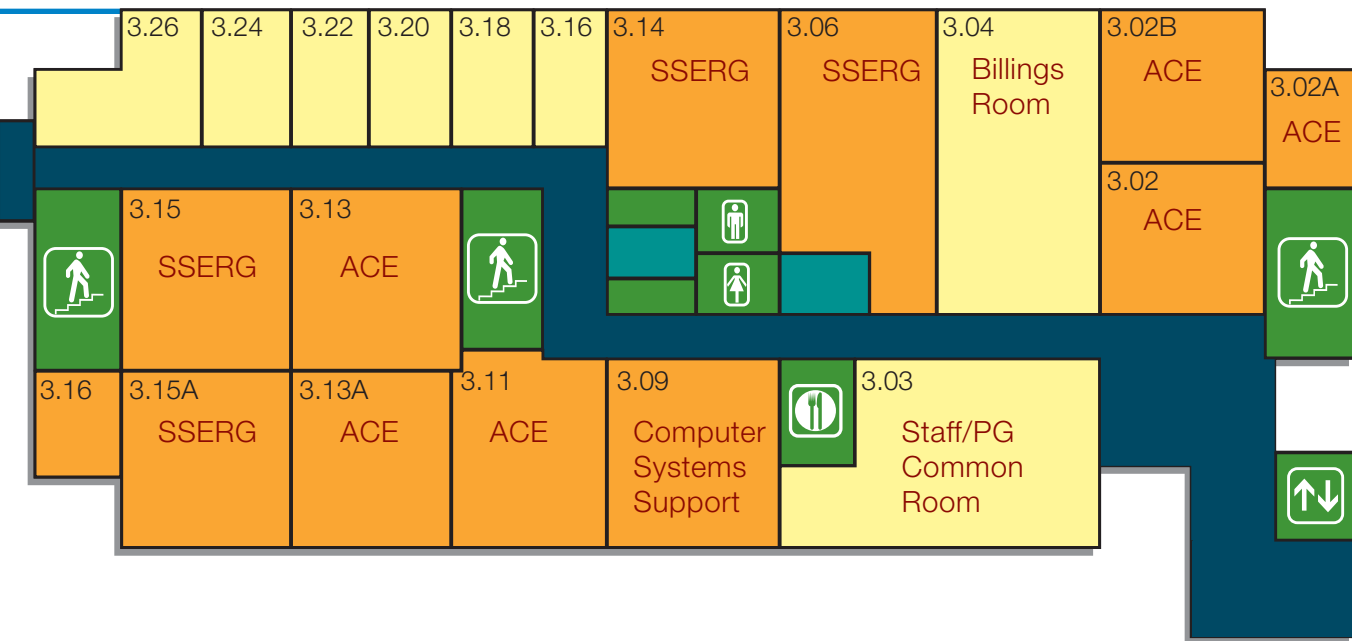 3.26
3.24
3.22
3.20
3.18
3.16
3.14
SSERG
3.06
SSERG
3.04
Billings
Room
3.02B
ACE
3.02A
ACE
3.02
ACE
3.15
SSERG
3.13
ACE
3.16
3.15A
SSERG
3.13A
ACE
3.11
ACE
3.09
Computer
Systems
Support
3.03
Staff/PG
Common
Room